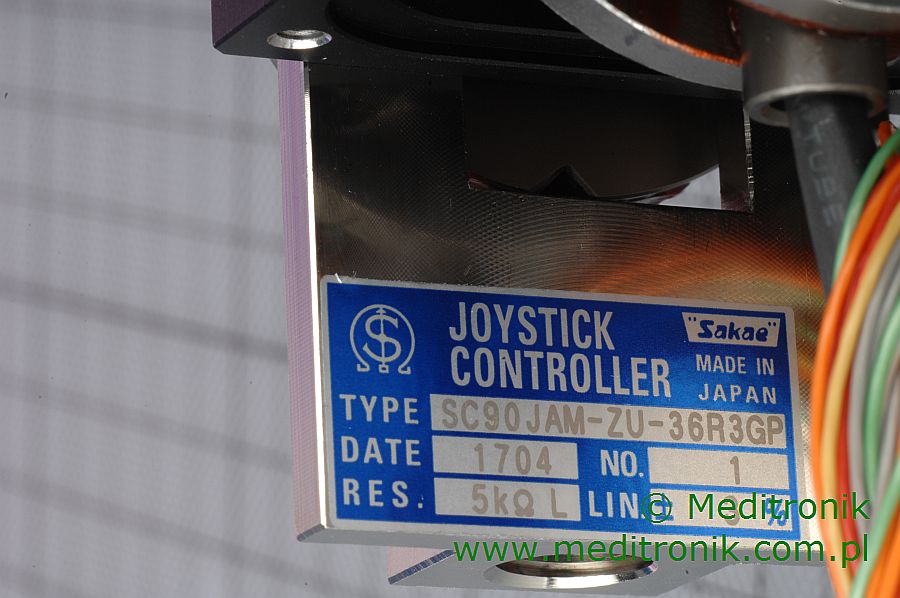 JOYSTICK
CONTROLLER
"Sakae"
MADE IN
JAPAN
TYPE SC90JAM-ZU-36R3GP
DATE 1704 NO. 1
RES. 5kΩ L LIN. ± %
© Meditronik
www.meditronik.com.pl